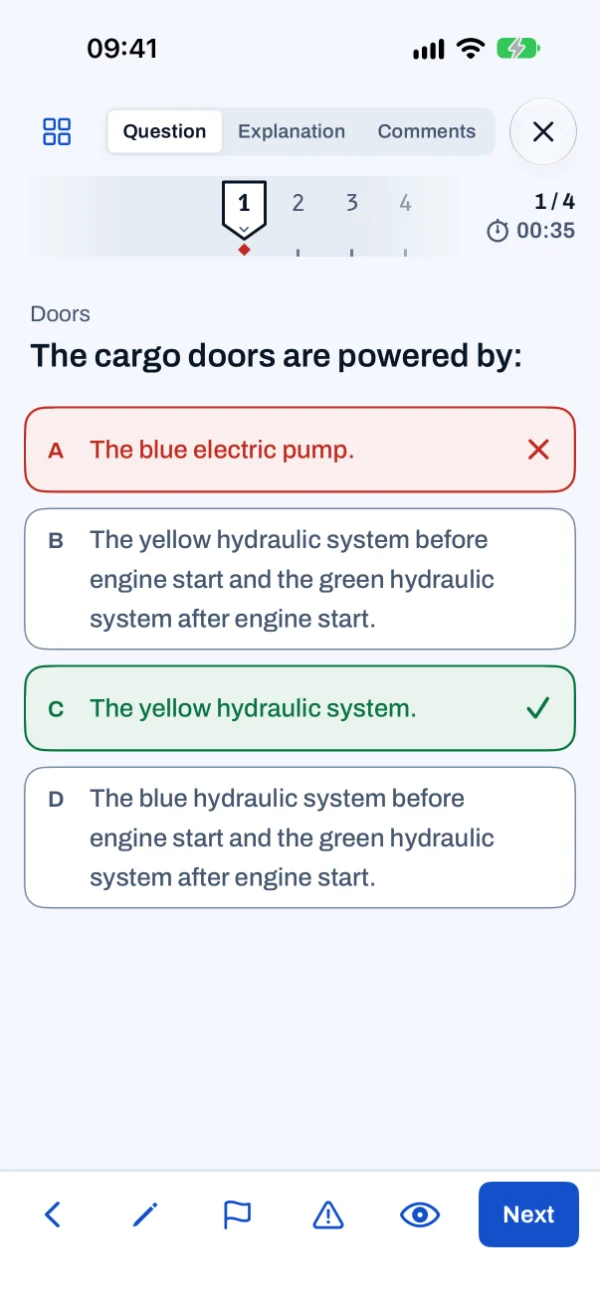 09:41
Question Explanation Comments
1 2 3 4
1 / 4
00:35
Doors
The cargo doors are powered by:
A The blue electric pump.
B The yellow hydraulic system before
engine start and the green hydraulic
system after engine start.
C The yellow hydraulic system.
D The blue hydraulic system before
engine start and the green hydraulic
system after engine start.
Next